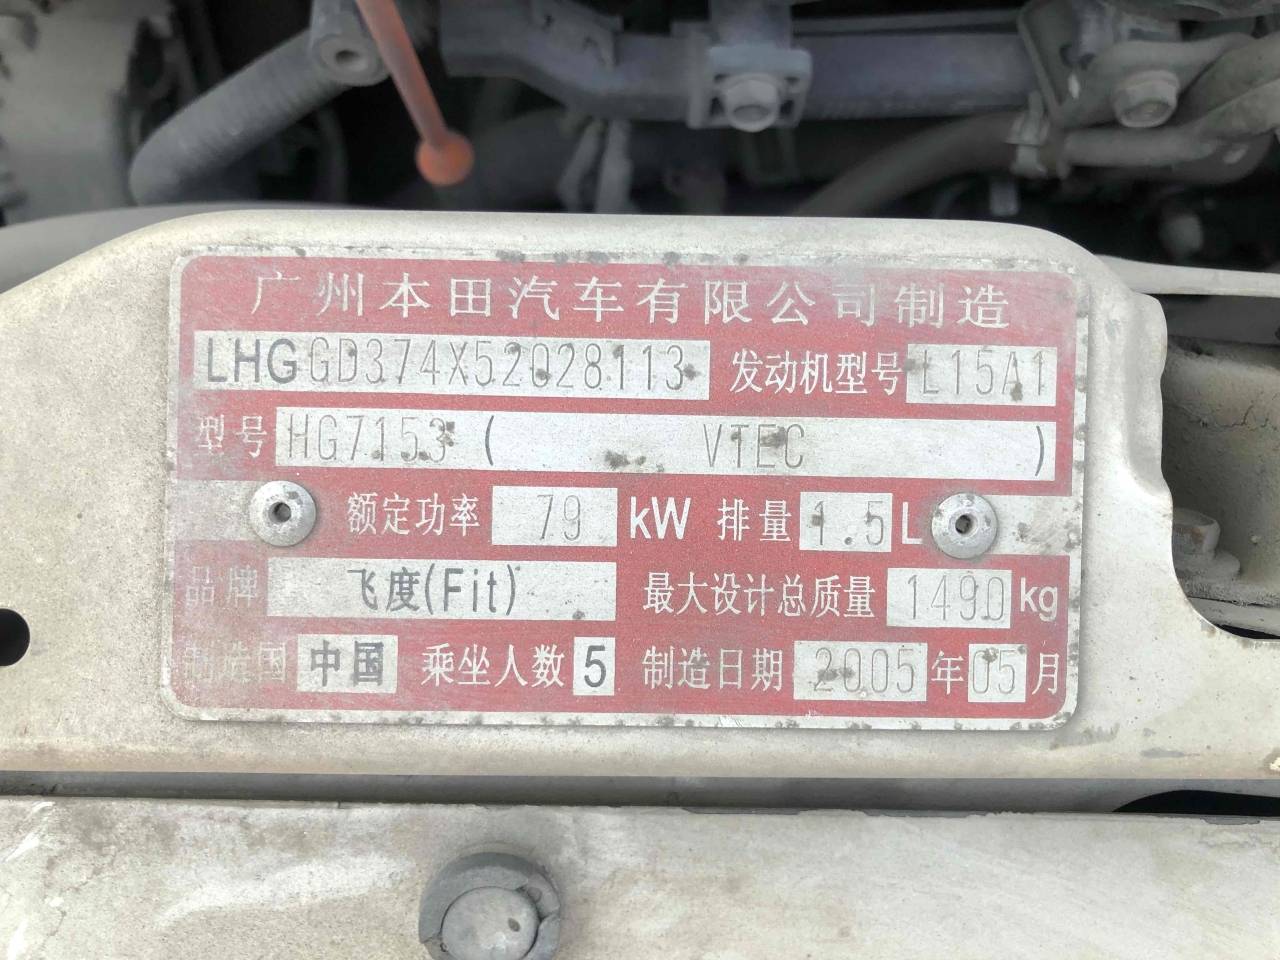 广州本田汽车有限公司制造
LHGGD374X52028113 发动机型号 L15A1
型号 HG7153 ( VTEC )
额定功率 79 kW 排量 1.5 L
品牌 飞度(Fit) 最大设计总质量 1490 kg
制造国 中国 乘坐人数 5 制造日期 2005 年 05 月